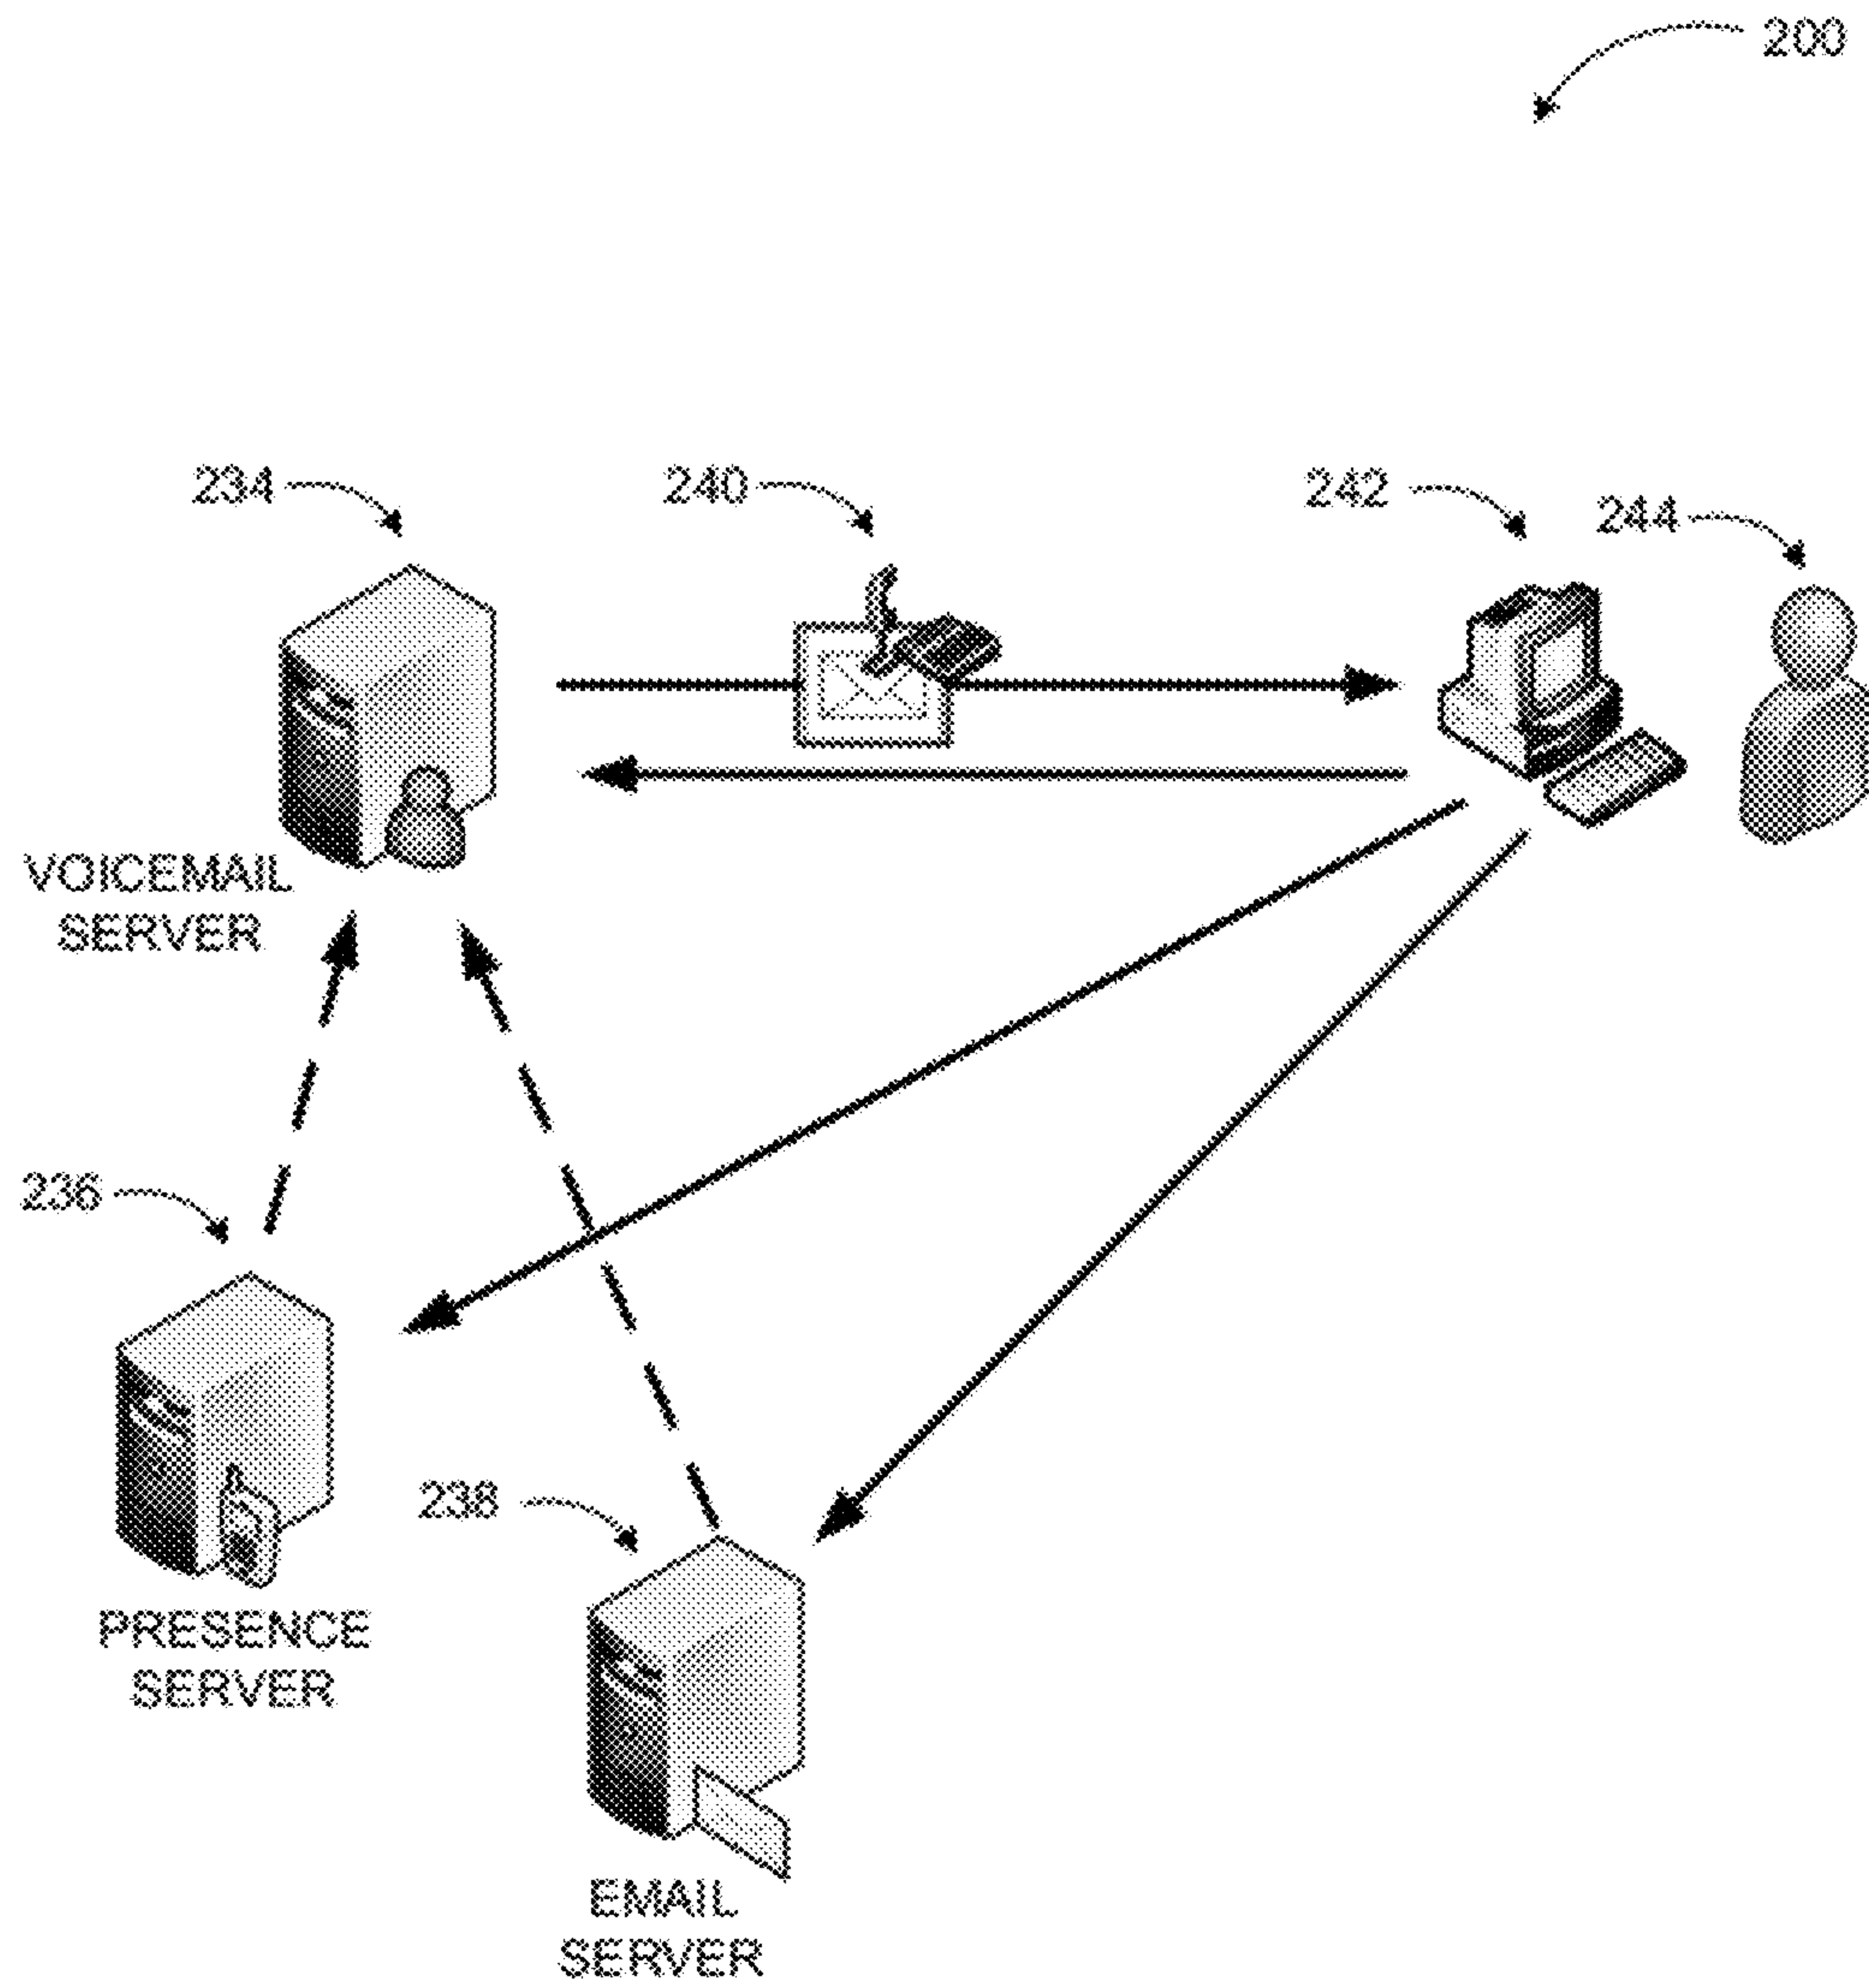 200
234
240
242
244
VOICEMAIL
SERVER
236
238
PRESENCE
SERVER
EMAIL
SERVER